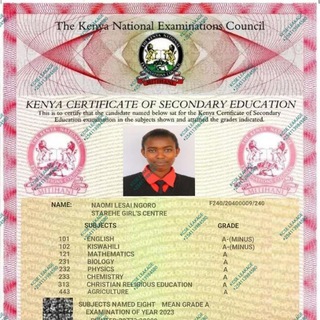 The Kenya National Examinations Council
KENYA CERTIFICATE OF SECONDARY EDUCATION
This is to certify that the candidate named below sat for the Kenya Certificate of Secondary
Education examination in the subjects shown and attained the grades indicated.
NAME: NAOMI LESAI NGORO F240/20400009/240
STAREHE GIRL'S CENTRE
SUBJECTS GRADE
101 ENGLISH A-(MINUS)
102 KISWAHILI A-(MINUS)
121 MATHEMATICS A
231 BIOLOGY A
232 PHYSICS A
233 CHEMISTRY A
313 CHRISTIAN RELIGIOUS EDUCATION A
443 AGRICULTURE A
SUBJECTS NAMED EIGHT MEAN GRADE A
EXAMINATION OF YEAR 2023